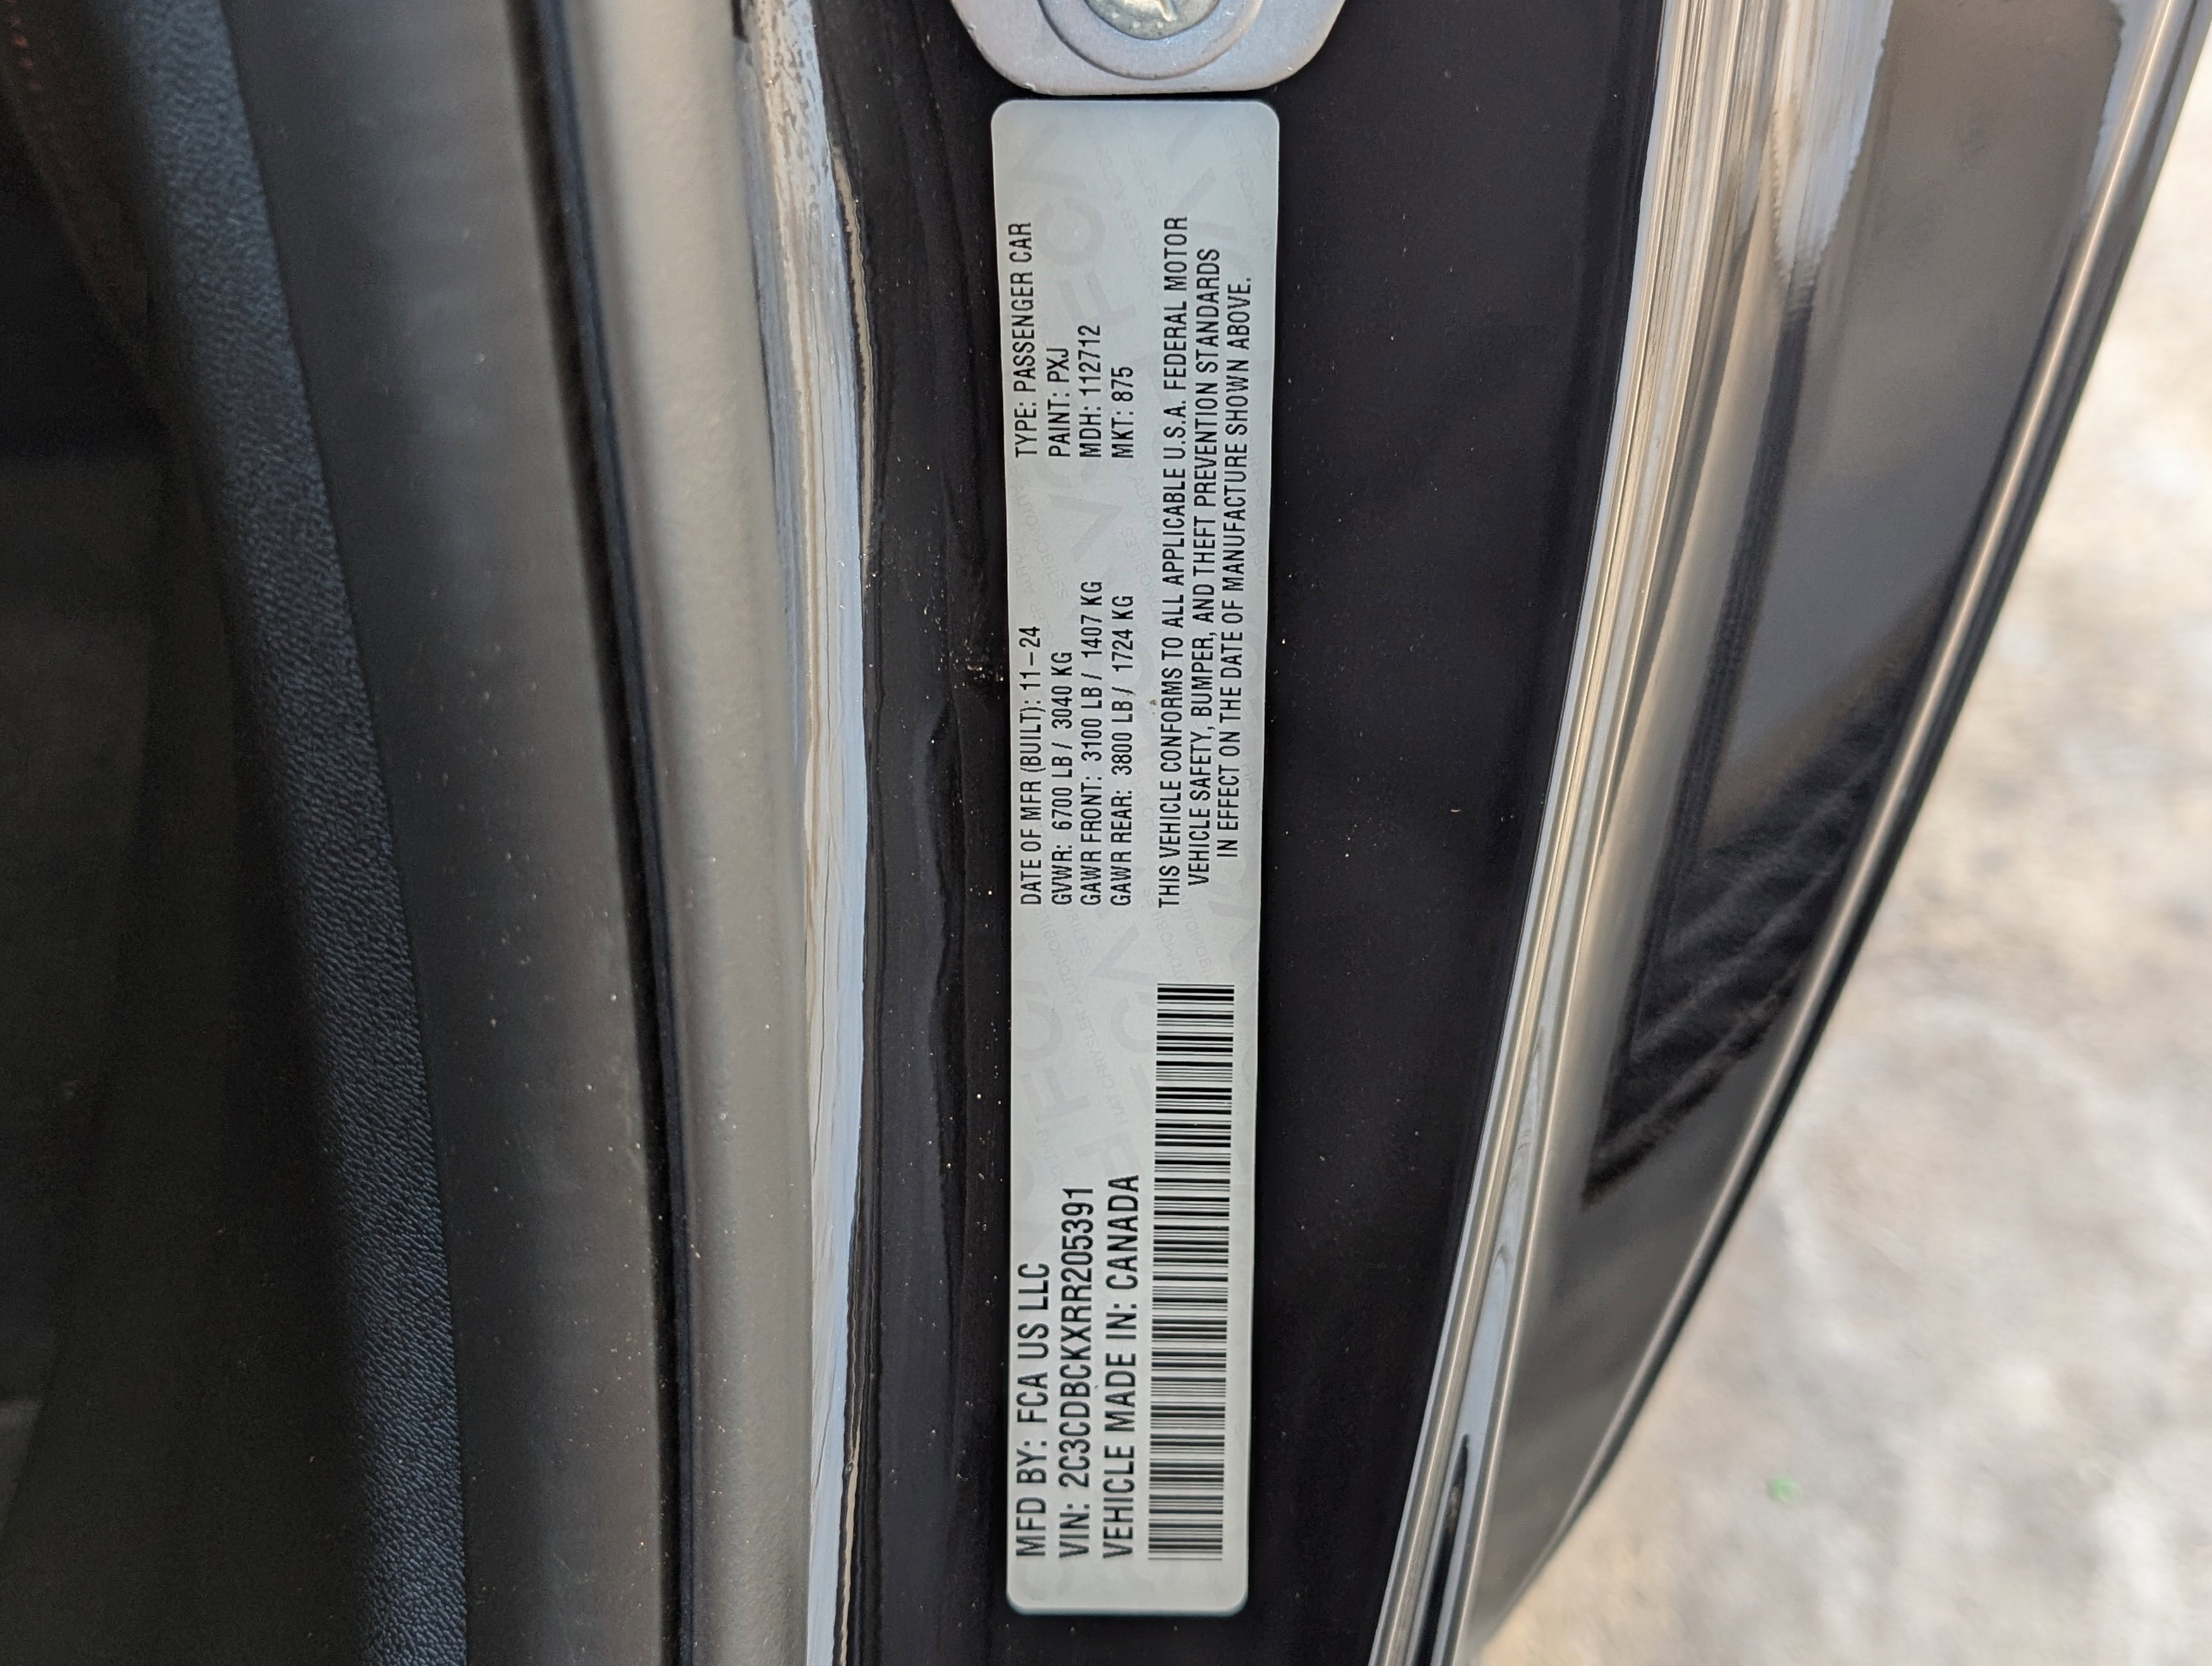 MFD BY: FCA US LLC
VIN: 2C3CDBCKXRR205391
VEHICLE MADE IN: CANADA
DATE OF MFR (BUILT): 11-24
GVWR: 6700 LB / 3040 KG
GAWR FRONT: 3100 LB / 1407 KG
GAWR REAR: 3800 LB / 1724 KG
TYPE: PASSENGER CAR
PAINT: PXJ
MDH: 112712
MKT: 875
THIS VEHICLE CONFORMS TO ALL APPLICABLE U.S.A. FEDERAL MOTOR
VEHICLE SAFETY, BUMPER, AND THEFT PREVENTION STANDARDS
IN EFFECT ON THE DATE OF MANUFACTURE SHOWN ABOVE.